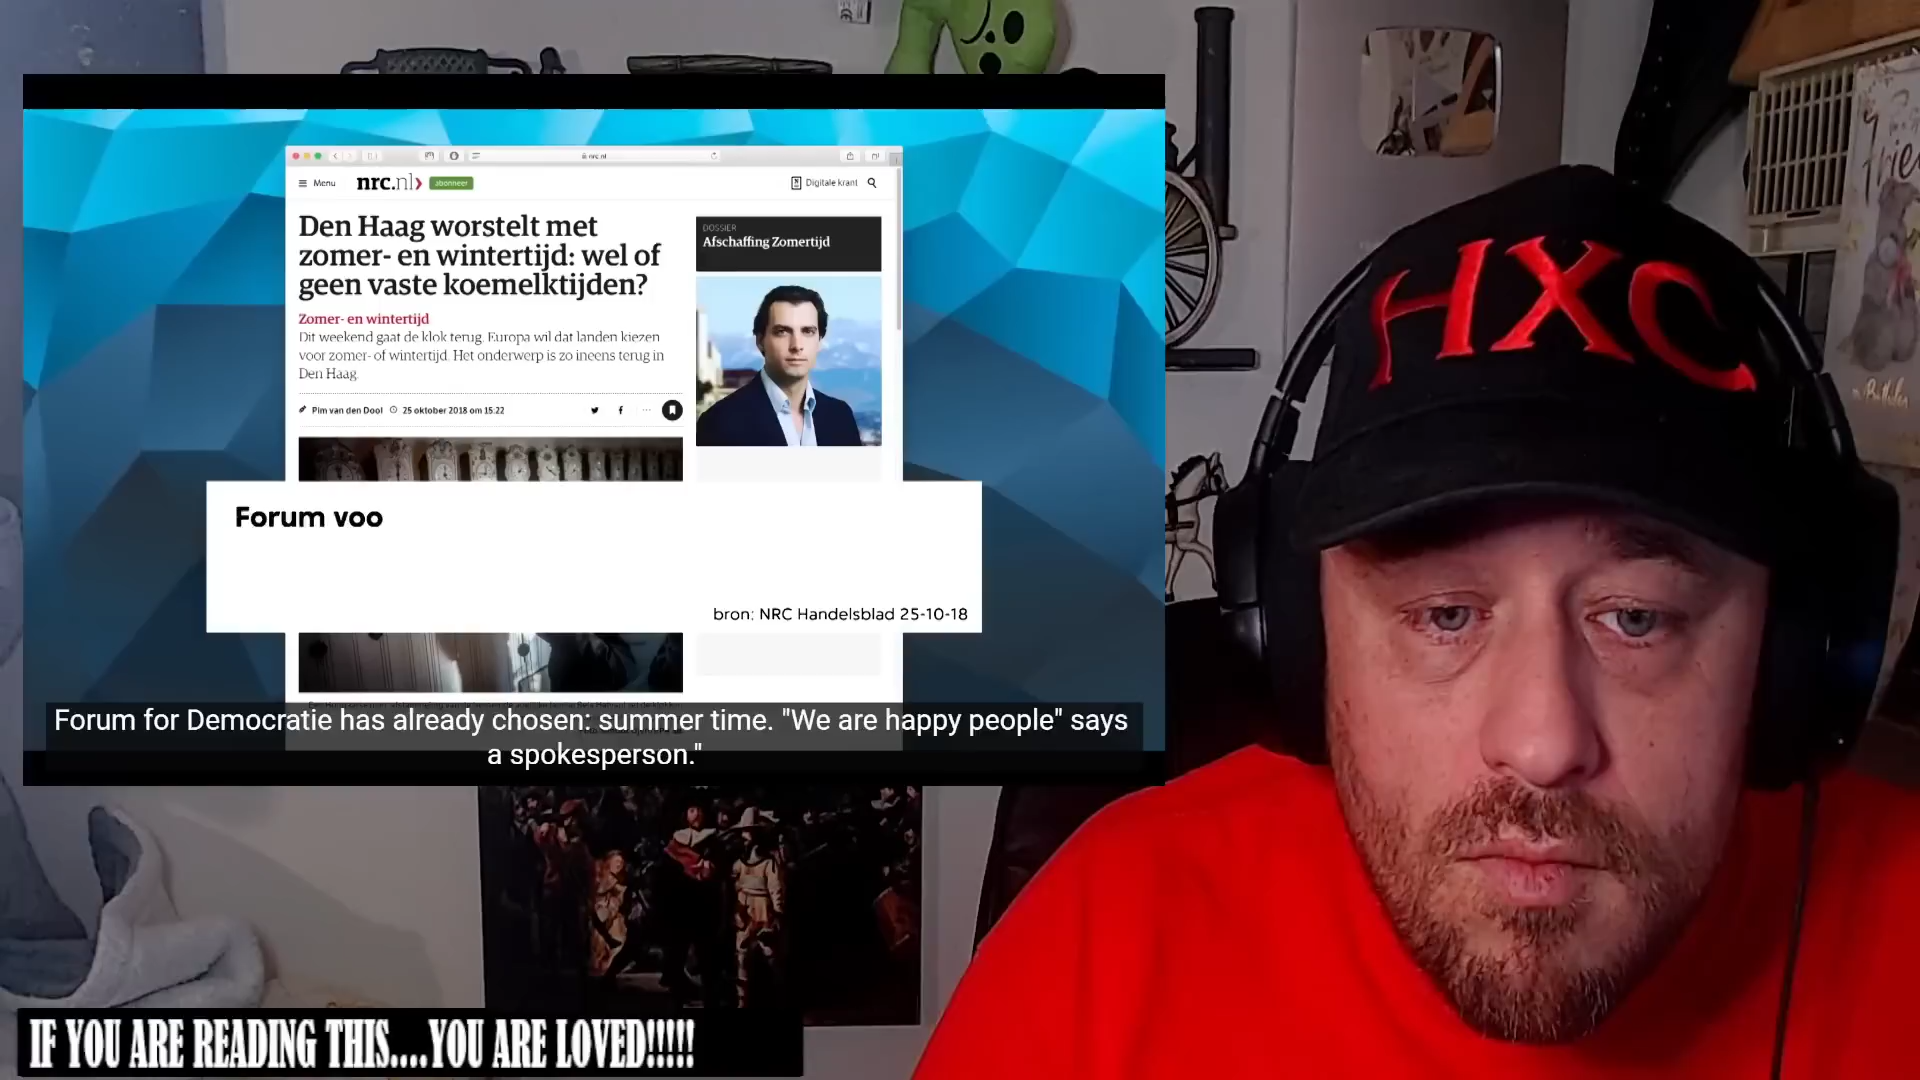 nrc.nl
Menu
nrc.nl
abonneer
Digitale krant
Den Haag worstelt met
zomer- en wintertijd: wel of
geen vaste koemelktijden?
Zomer- en wintertijd
Dit weekend gaat de klok terug. Europa wil dat landen kiezen
voor zomer- of wintertijd. Het onderwerp is zo ineens terug in
Den Haag.
Pim van den Dool 25 oktober 2018 om 15:22
DOSSIER
Afschaffing Zomertijd
Forum voo
bron: NRC Handelsblad 25-10-18
Forum for Democratie has already chosen: summer time. "We are happy people" says
a spokesperson."
HXC
IF YOU ARE READING THIS....YOU ARE LOVED!!!!!